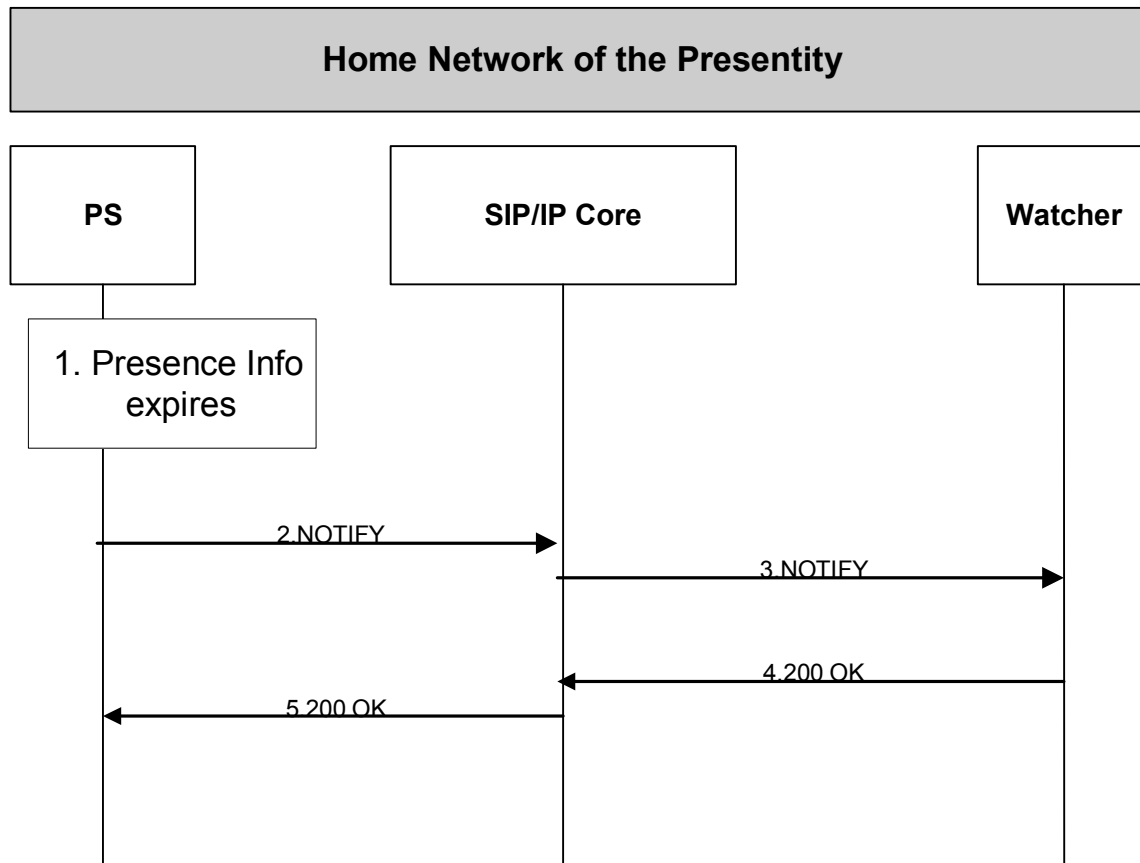 Home Network of the Presentity
PS
SIP/IP Core
Watcher
1. Presence Info
expires
2.NOTIFY
3.NOTIFY
4.200 OK
5.200 OK